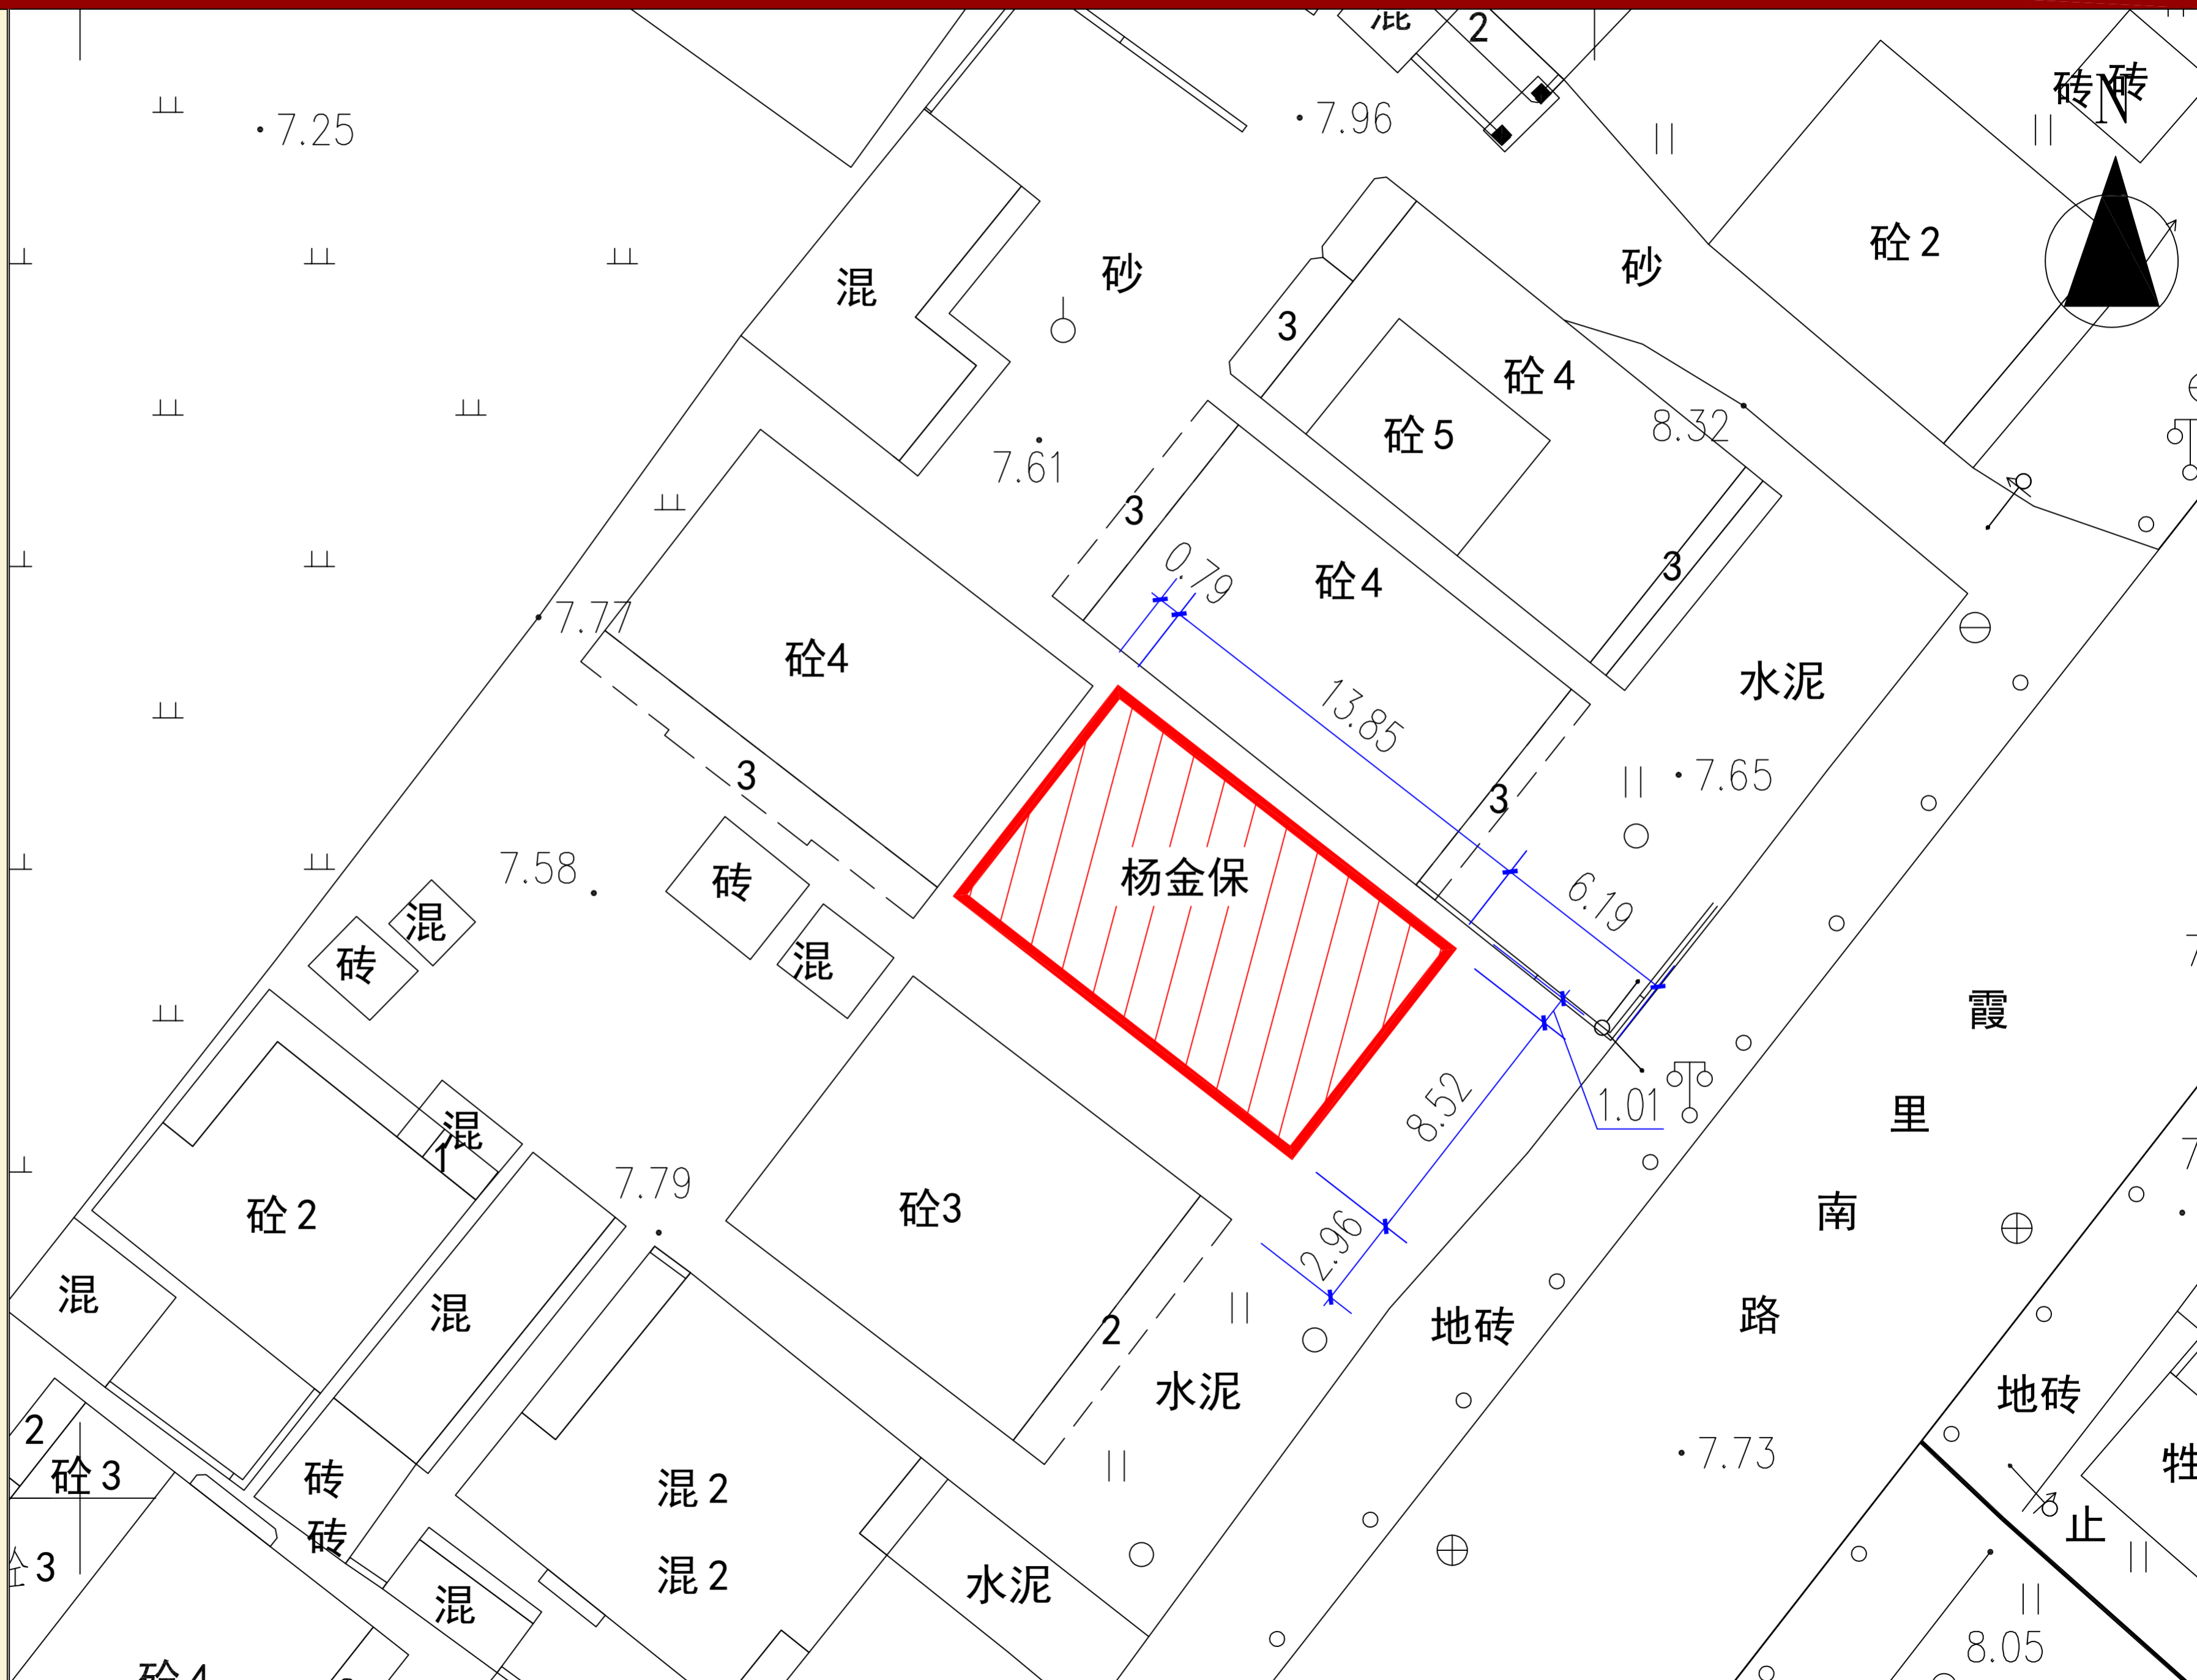 混
2
砖
砖
N
7.25
7.96
砼2
混
砂
砂
3
砼4
8.32
砼5
7.61
3
0.79
砼4
3
7.77
砼4
13.85
水泥
3
7.65
3
7.58
砖
杨金保
6.19
混
砖
混
霞
里
南
路
1.01
8.52
混
1
7.79
砼2
砼3
2.96
混
混
2
地砖
水泥
地砖
2
砼3
砖
混2
7.73
牲
砖
止
3
混2
水泥
混
8.05
砼4